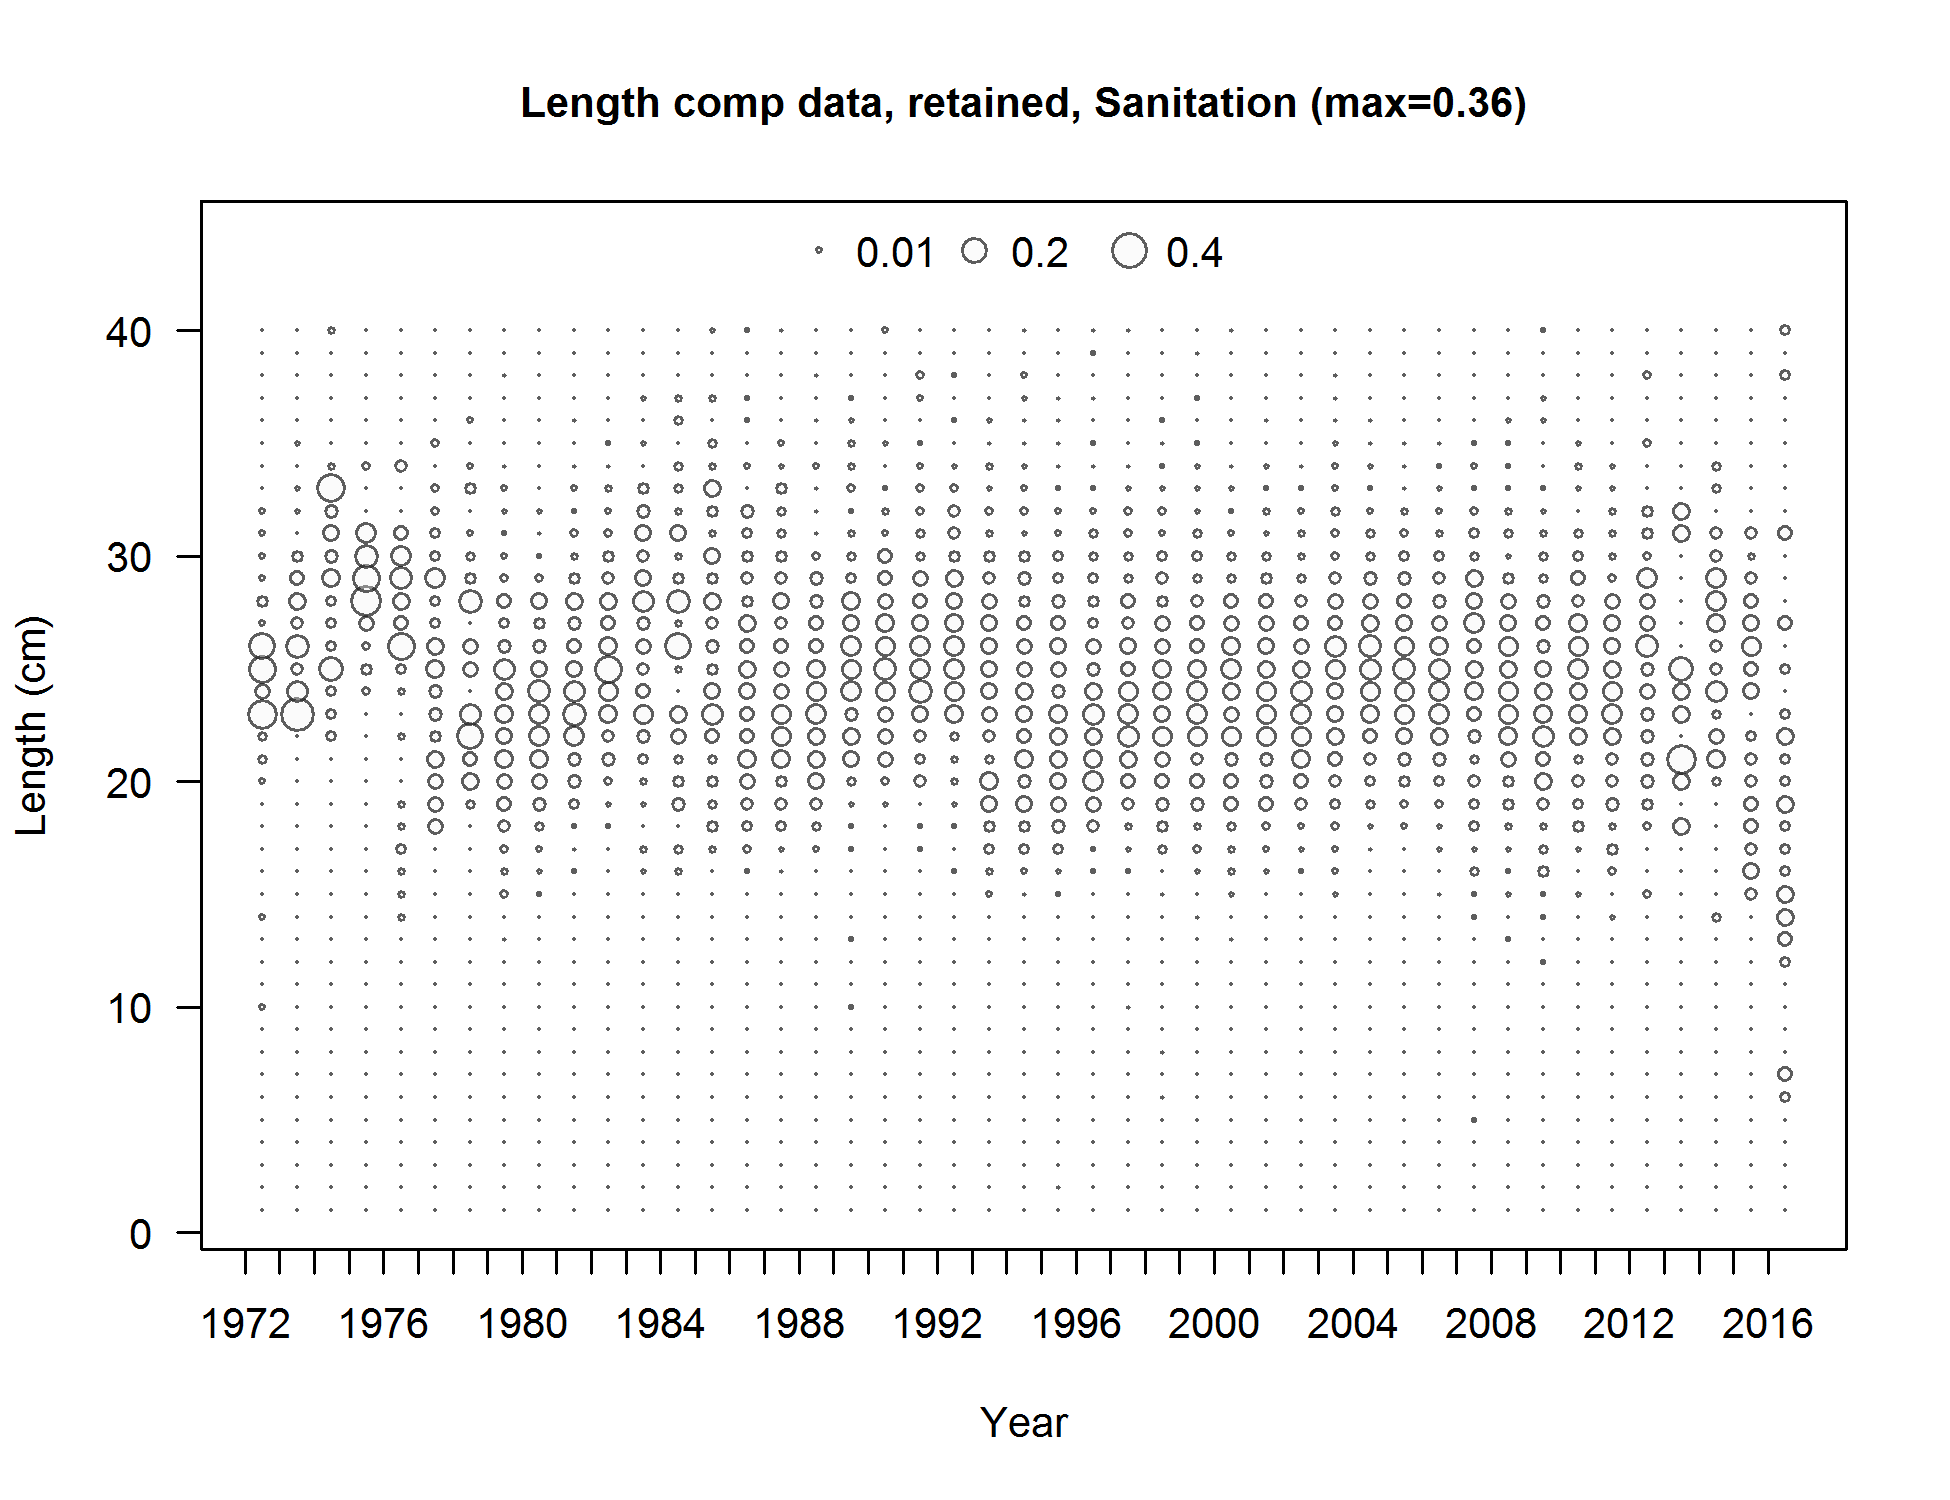 Length comp data, retained, Sanitation (max=0.36)
0.01 0.2 0.4
40
30
20
10
0
Length (cm)
1972 1976 1980 1984 1988 1992 1996 2000 2004 2008 2012 2016
Year